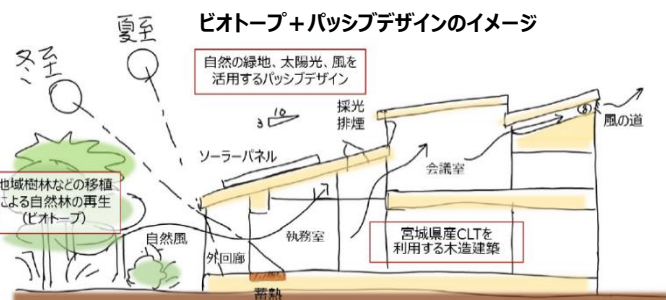 ビオトープ+パッシブデザインのイメージ
夏至
冬至
自然の緑地、太陽光、風を
活用するパッシブデザイン
10
3
採光
排煙
風の道
ソーラーパネル
会議室
地域樹林などの移植
による自然林の再生
(ビオトープ)
自然風
執務室
宮城県産CLTを
利用する木造建築
外回廊
蓄熱